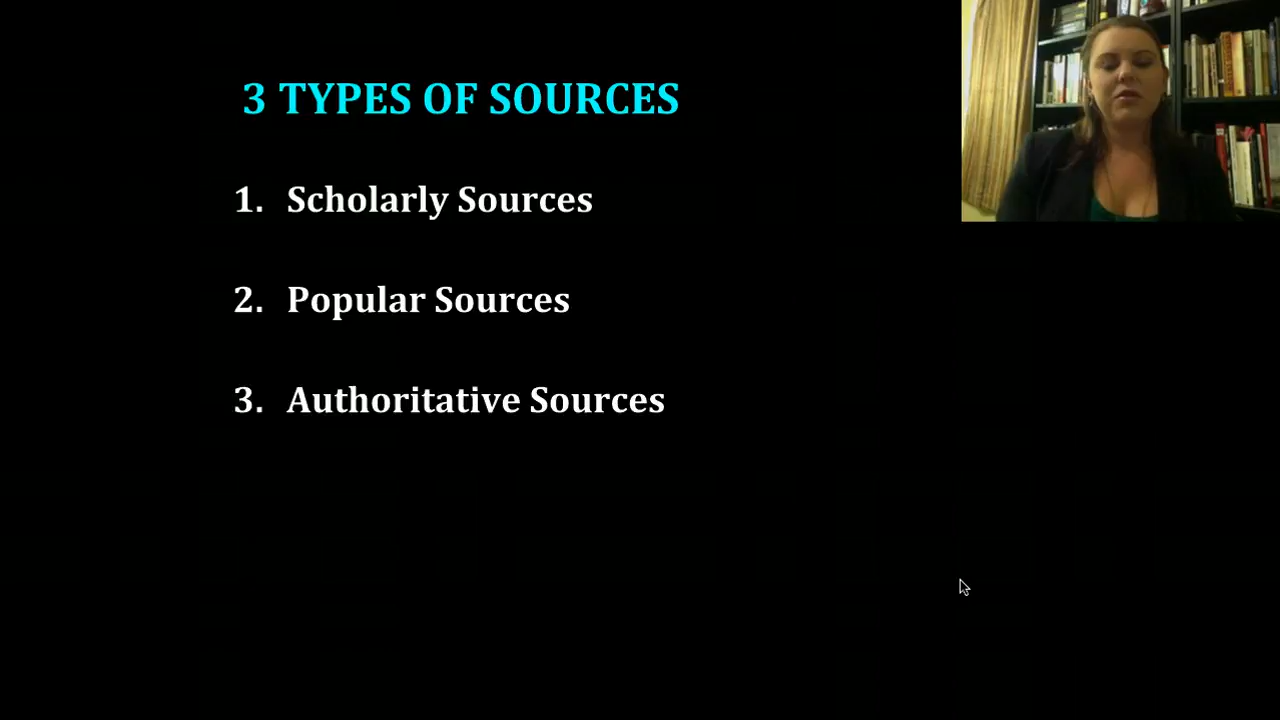 3 TYPES OF SOURCES
1. Scholarly Sources
2. Popular Sources
3. Authoritative Sources